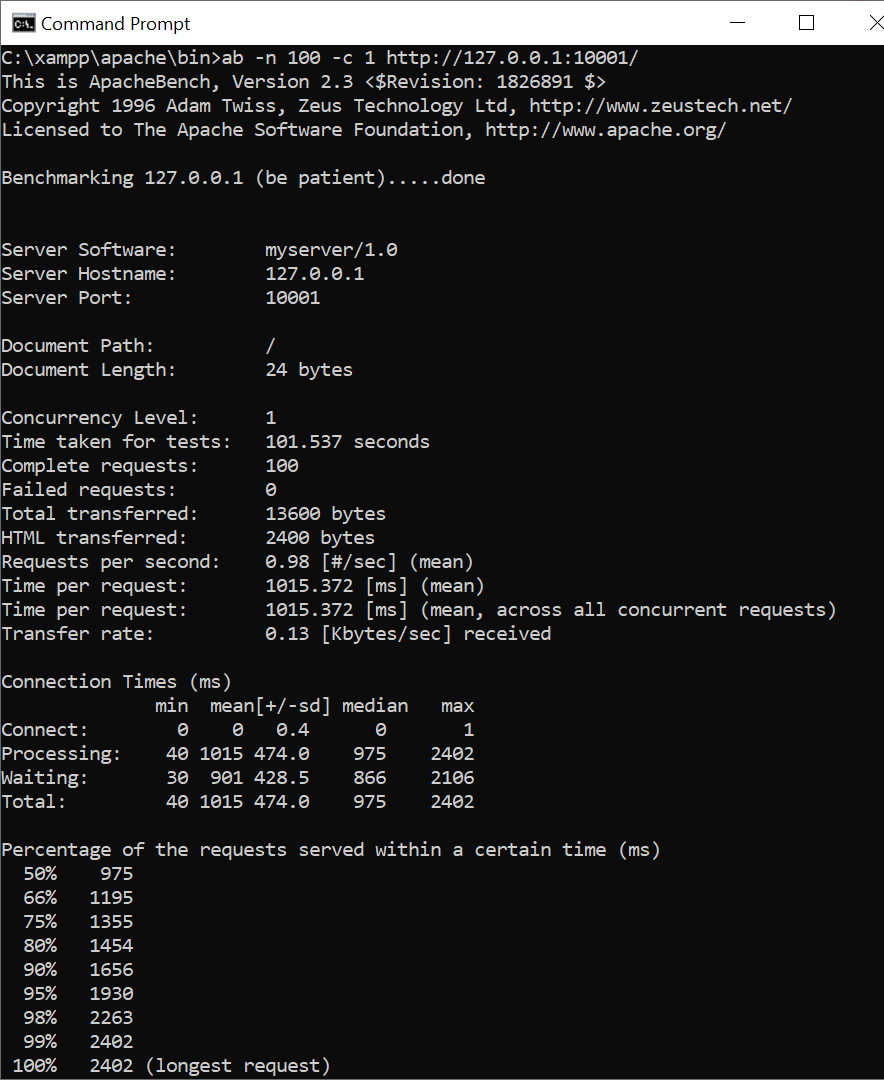 Command Prompt
C:\xampp\apache\bin>ab -n 100 -c 1 http://127.0.0.1:10001/
This is ApacheBench, Version 2.3 <$Revision: 1826891 $>
Copyright 1996 Adam Twiss, Zeus Technology Ltd, http://www.zeustech.net/
Licensed to The Apache Software Foundation, http://www.apache.org/

Benchmarking 127.0.0.1 (be patient).....done


Server Software:        myserver/1.0
Server Hostname:        127.0.0.1
Server Port:            10001

Document Path:          /
Document Length:        24 bytes

Concurrency Level:      1
Time taken for tests:   101.537 seconds
Complete requests:      100
Failed requests:        0
Total transferred:      13600 bytes
HTML transferred:       2400 bytes
Requests per second:    0.98 [#/sec] (mean)
Time per request:       1015.372 [ms] (mean)
Time per request:       1015.372 [ms] (mean, across all concurrent requests)
Transfer rate:          0.13 [Kbytes/sec] received

Connection Times (ms)
              min  mean[+/-sd] median   max
Connect:        0    0   0.4      0       1
Processing:    40 1015 474.0    975    2402
Waiting:       30  901 428.5    866    2106
Total:         40 1015 474.0    975    2402

Percentage of the requests served within a certain time (ms)
  50%    975
  66%   1195
  75%   1355
  80%   1454
  90%   1656
  95%   1930
  98%   2263
  99%   2402
 100%   2402 (longest request)